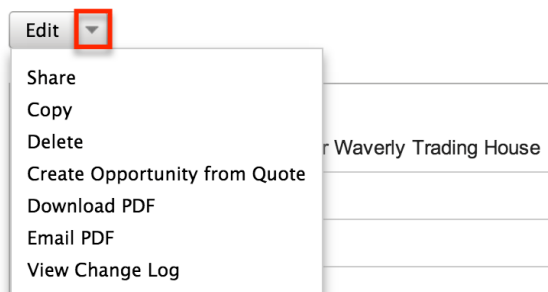 Edit
Share
Copy
Delete
r Waverly Trading House
Create Opportunity from Quote
Download PDF
Email PDF
View Change Log